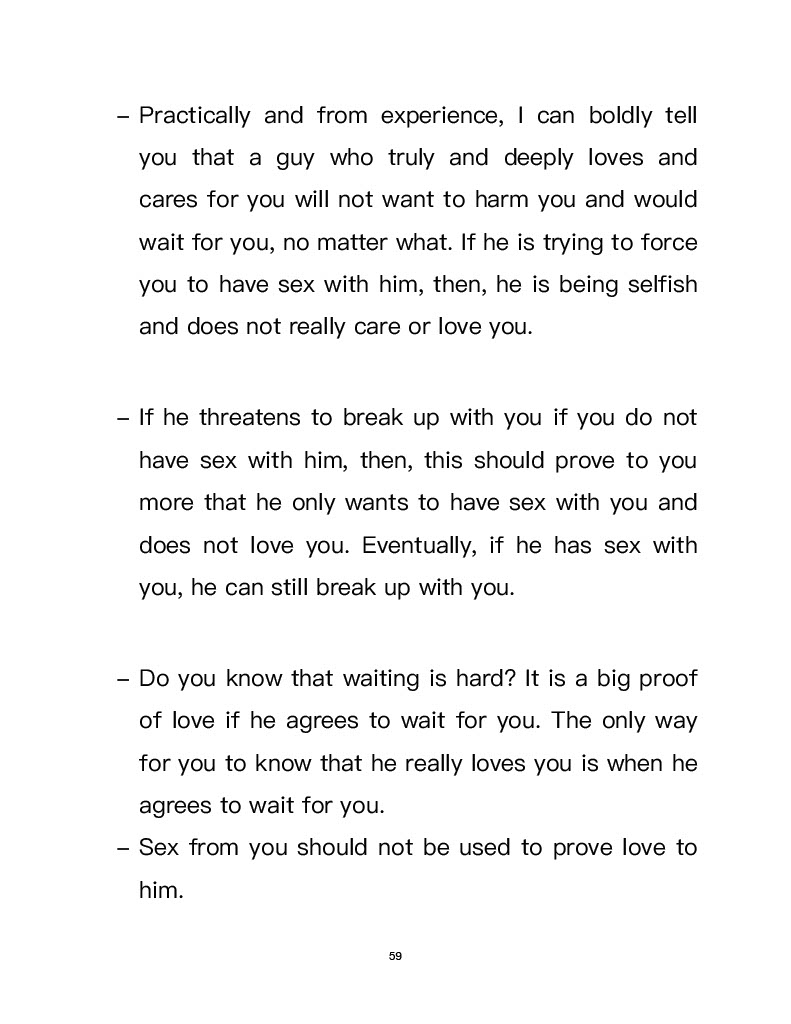 – Practically and from experience, I can boldly tell
you that a guy who truly and deeply loves and
cares for you will not want to harm you and would
wait for you, no matter what. If he is trying to force
you to have sex with him, then, he is being selfish
and does not really care or love you.
– If he threatens to break up with you if you do not
have sex with him, then, this should prove to you
more that he only wants to have sex with you and
does not love you. Eventually, if he has sex with
you, he can still break up with you.
– Do you know that waiting is hard? It is a big proof
of love if he agrees to wait for you. The only way
for you to know that he really loves you is when he
agrees to wait for you.
– Sex from you should not be used to prove love to
him.
59